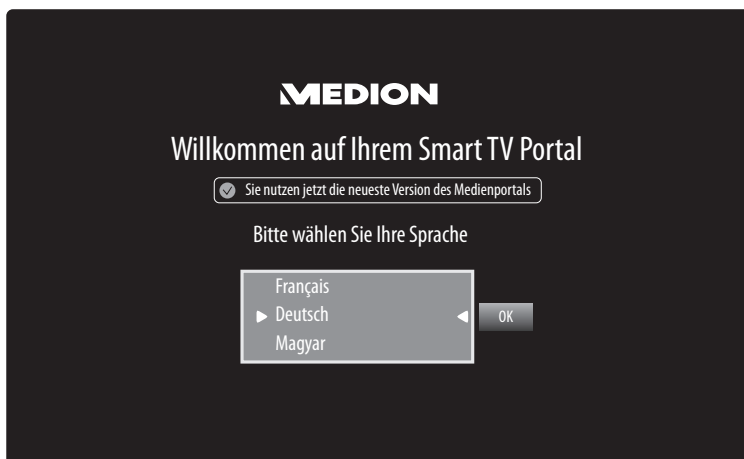 MEDION
Willkommen auf Ihrem Smart TV Portal
Sie nutzen jetzt die neueste Version des Medienportals
Bitte wählen Sie Ihre Sprache
Français
Deutsch
OK
Magyar